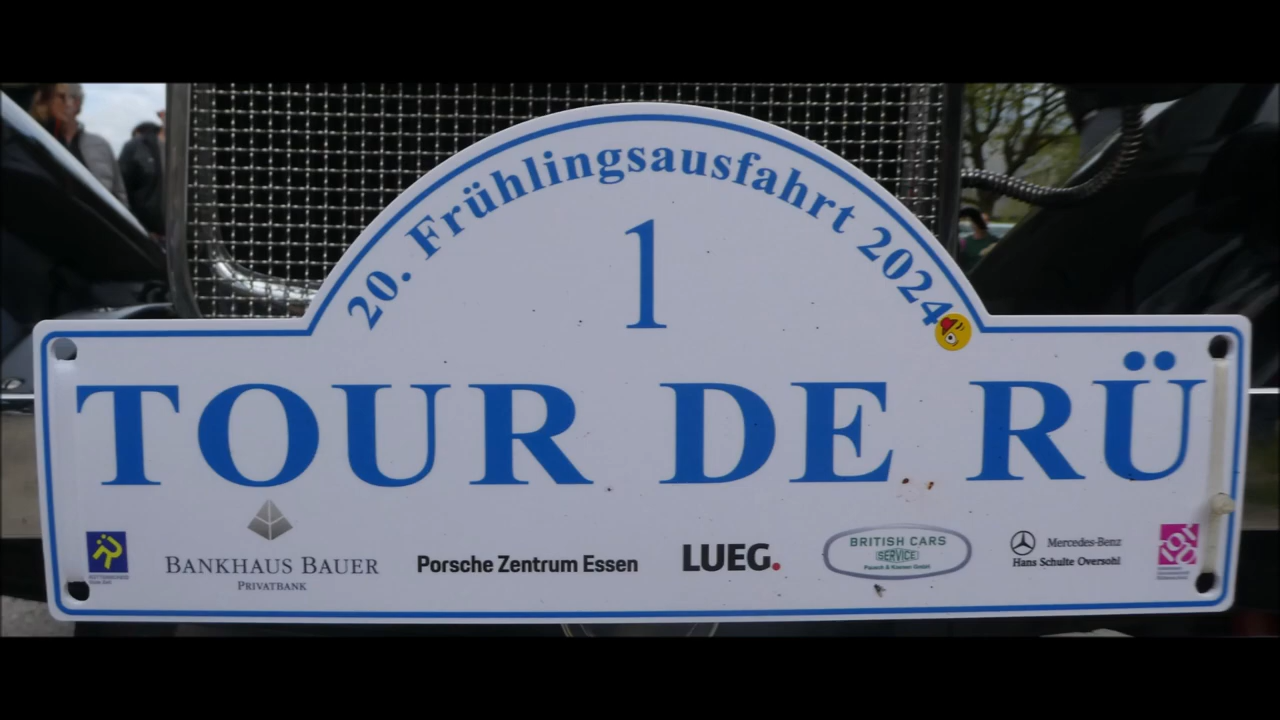 20. Frühlingsausfahrt 2024
1
TOUR DE RÜ
BANKHAUS BAUER
PRIVATBANK
Porsche Zentrum Essen
LUEG.
BRITISH CARS
SERVICE
Mercedes-Benz
Hans Schulte Oversohl